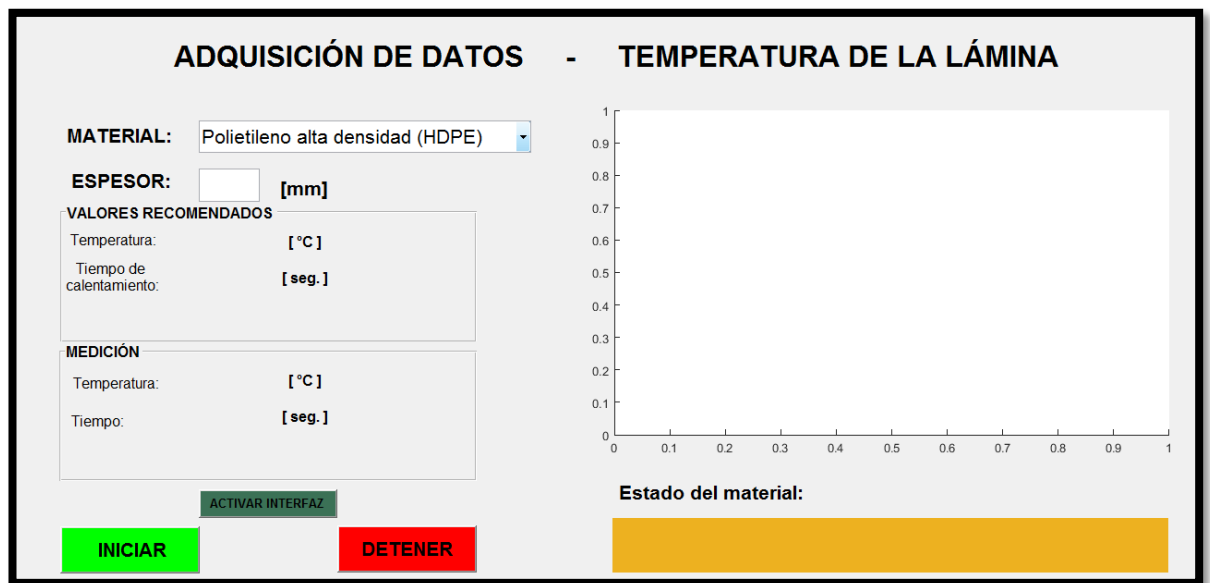 ADQUISICIÓN DE DATOS - TEMPERATURA DE LA LÁMINA
MATERIAL: Polietileno alta densidad (HDPE)
ESPESOR: [mm]
VALORES RECOMENDADOS
Temperatura: [ °C ]
Tiempo de
calentamiento: [ seg. ]
MEDICIÓN
Temperatura: [ °C ]
Tiempo: [ seg. ]
ACTIVAR INTERFAZ
INICIAR DETENER
1
0.9
0.8
0.7
0.6
0.5
0.4
0.3
0.2
0.1
0
0 0.1 0.2 0.3 0.4 0.5 0.6 0.7 0.8 0.9 1
Estado del material: